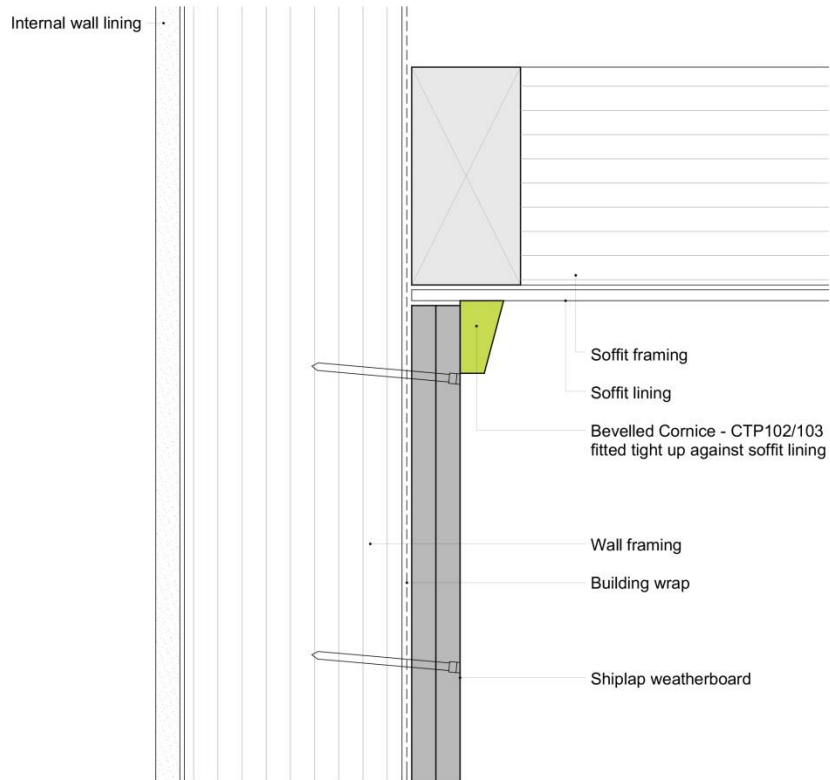 Internal wall lining
Soffit framing
Soffit lining
Bevelled Cornice - CTP102/103
fitted tight up against soffit lining
Wall framing
Building wrap
Shiplap weatherboard